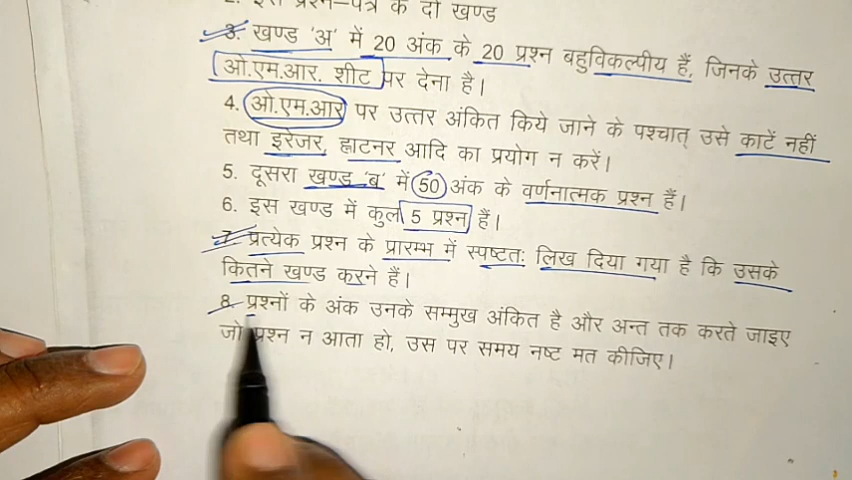 2. इस प्रश्न–पत्र के दो खण्ड
3. खण्ड 'अ' में 20 अंक के 20 प्रश्न बहुविकल्पीय हैं, जिनके उत्तर
ओ.एम.आर. शीट पर देना है।
4. ओ.एम.आर पर उत्तर अंकित किये जाने के पश्चात् उसे काटें नहीं
तथा इरेजर, ह्वाटनर आदि का प्रयोग न करें।
5. दूसरा खण्ड 'ब' में 50 अंक के वर्णनात्मक प्रश्न हैं।
6. इस खण्ड में कुल 5 प्रश्न हैं।
7. प्रत्येक प्रश्न के प्रारम्भ में स्पष्टतः लिख दिया गया है कि उसके
कितने खण्ड करने हैं।
8. प्रश्नों के अंक उनके सम्मुख अंकित है और अन्त तक करते जाइए
जो प्रश्न न आता हो, उस पर समय नष्ट मत कीजिए।